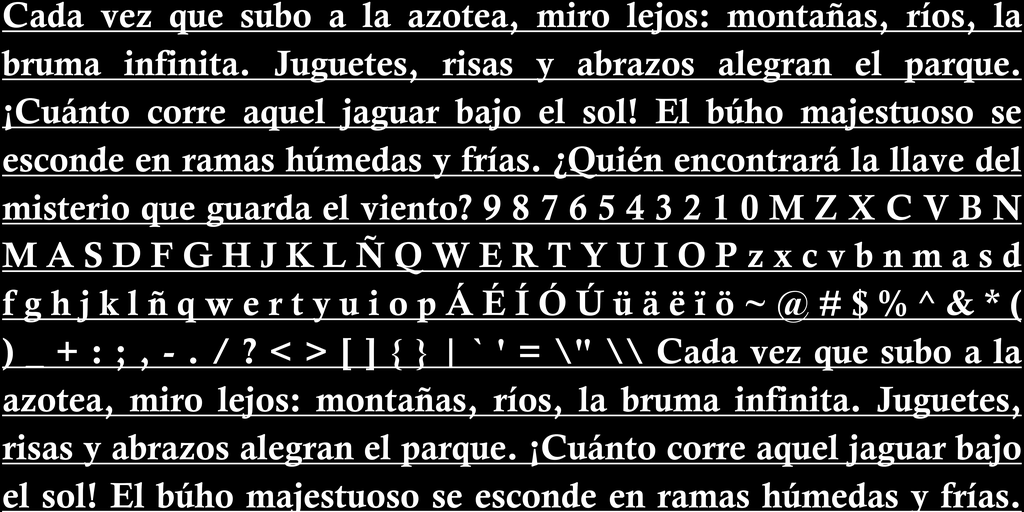 Cada vez que subo a la azotea, miro lejos: montañas, ríos, la
bruma infinita. Juguetes, risas y abrazos alegran el parque.
¡Cuánto corre aquel jaguar bajo el sol! El búho majestuoso se
esconde en ramas húmedas y frías. ¿Quién encontrará la llave del
misterio que guarda el viento? 9 8 7 6 5 4 3 2 1 0 M Z X C V B N
M A S D F G H J K L Ñ Q W E R T Y U I O P z x c v b n m a s d
f g h j k l ñ q w e r t y u i o p Á É Í Ó Ú ü ä ë ï ö ~ @ # $ % ^ & * (
) _ + : ; , - . / ? < > [ ] { } | ` ' = \" \\ Cada vez que subo a la
azotea, miro lejos: montañas, ríos, la bruma infinita. Juguetes,
risas y abrazos alegran el parque. ¡Cuánto corre aquel jaguar bajo
el sol! El búho majestuoso se esconde en ramas húmedas y frías.